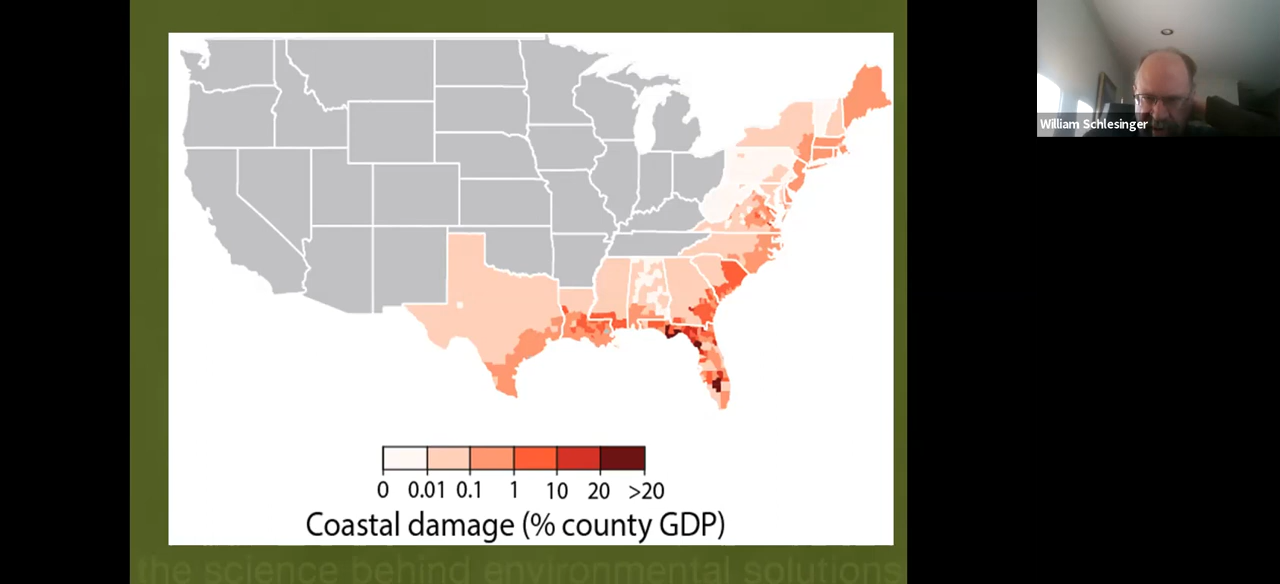 William Schlesinger
0 0.01 0.1 1 10 20 >20
Coastal damage (% county GDP)
the science behind environmental solutions